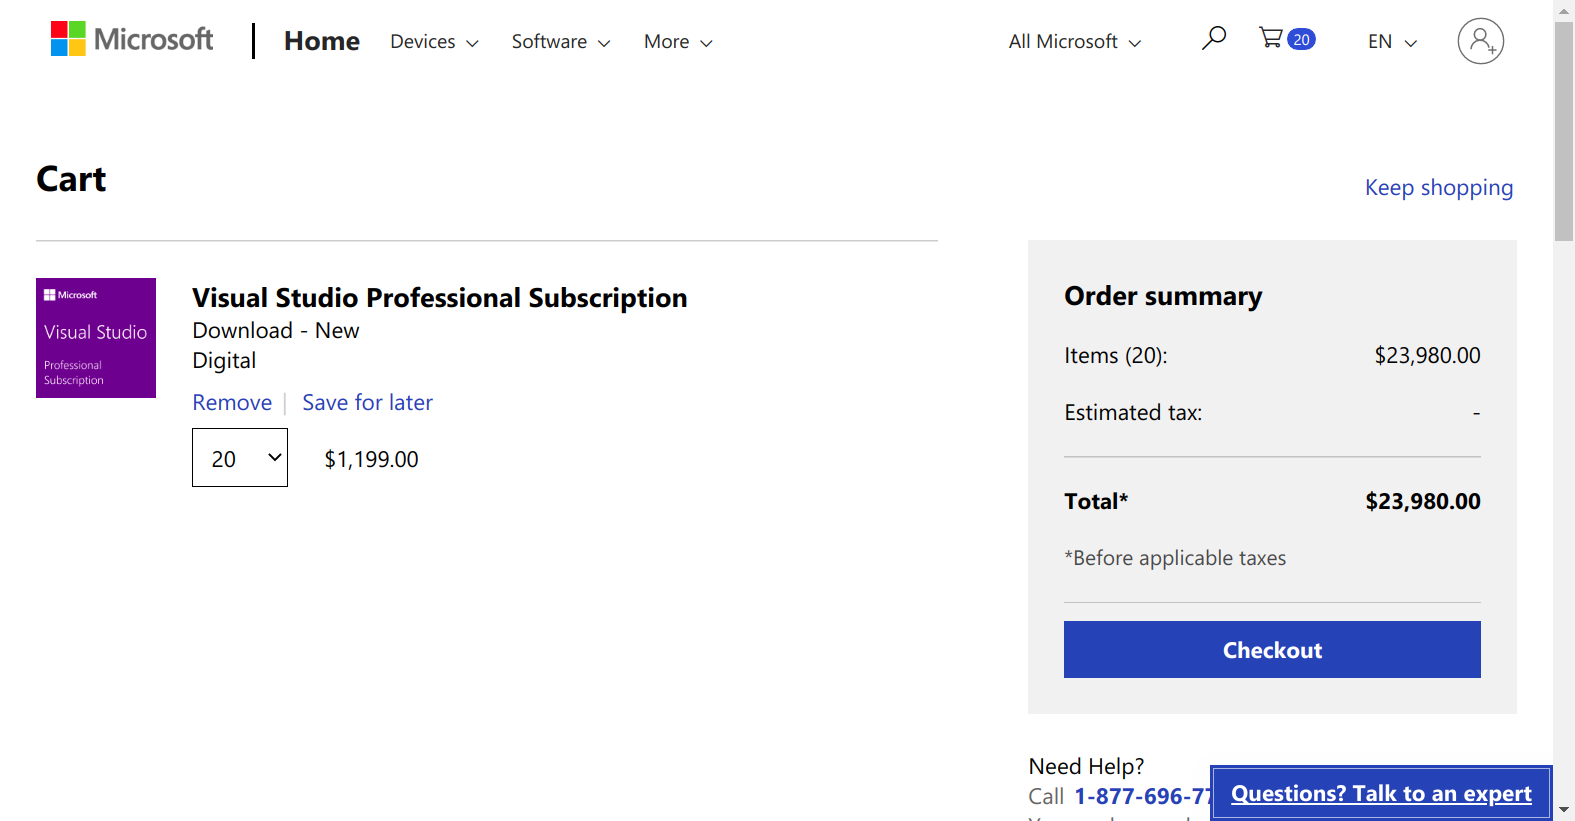 Microsoft
Home
Devices
Software
More
All Microsoft
20
EN
Cart
Keep shopping
Microsoft
Visual Studio
Professional
Subscription
Visual Studio Professional Subscription
Download - New
Digital
Remove | Save for later
20
$1,199.00
Order summary
Items (20): $23,980.00
Estimated tax: -
Total* $23,980.00
*Before applicable taxes
Checkout
Need Help?
Call 1-877-696-77
Questions? Talk to an expert